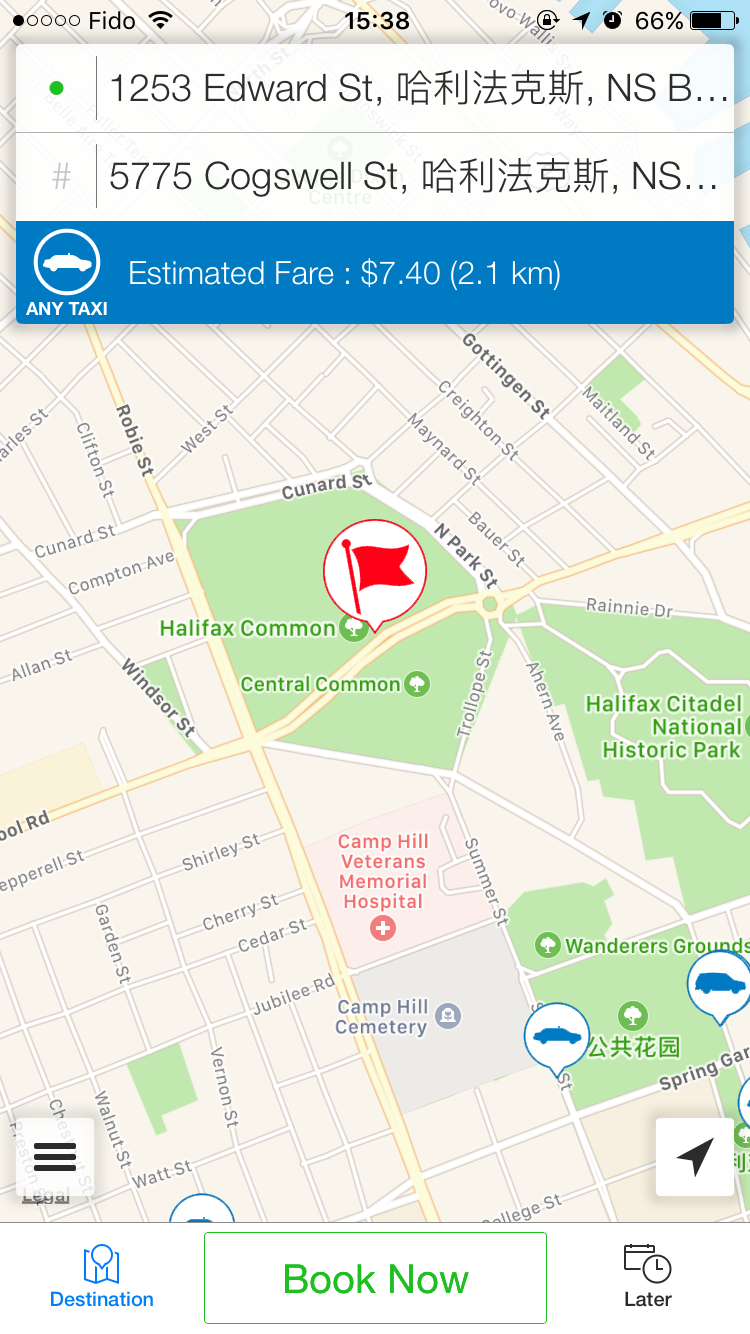 Fido 15:38 66%
1253 Edward St, 哈利法克斯, NS B...
#
5775 Cogswell St, 哈利法克斯, NS...
Centre
Estimated Fare : $7.40 (2.1 km)
ANY TAXI
Gottingen St
Maitland St
Creighton St
Maynard St
Robie St
West St
Clifton St
Cunard St
N Park St
Bauer St
Cunard St
Compton Ave
Rainnie Dr
Halifax Common
Allan St
Windsor St
Central Common
Trollope St
Ahern Ave
Halifax Citadel
National
Historic Park
ool Rd
Shirley St
epperell St
Camp Hill
Veterans
Memorial
Hospital
Summer St
Garden St
Cherry St
Cedar St
Wanderers Grounds
Jubilee Rd
Camp Hill
Cemetery
公共花园
Spring Gar
Vernon St
Walnut St
Watt St
College St
Legal
Destination
Book Now
Later